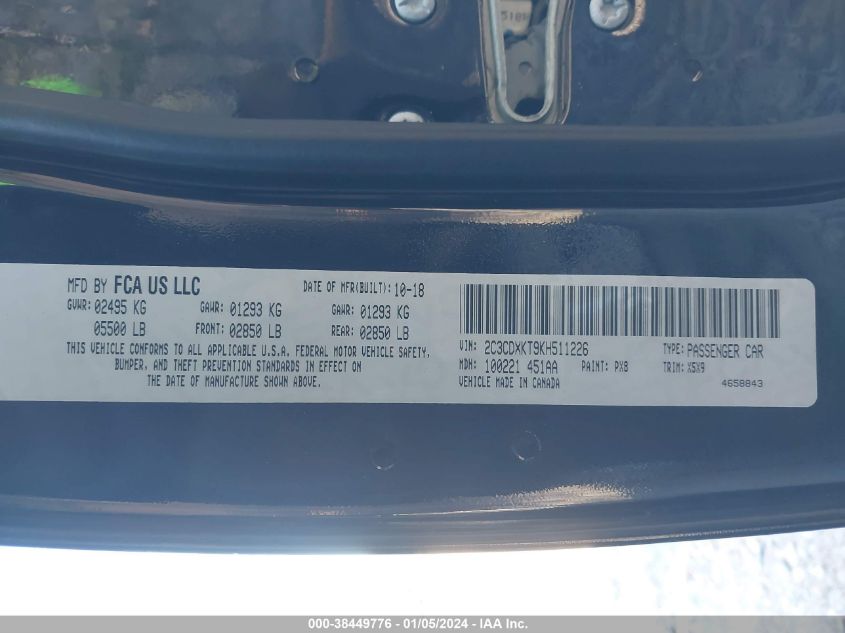 MFD BY FCA US LLC DATE OF MFR(BUILT): 10-18
GVWR: 02495 KG GAWR: 01293 KG GAWR: 01293 KG
05500 LB FRONT: 02850 LB REAR: 02850 LB
THIS VEHICLE CONFORMS TO ALL APPLICABLE U.S.A. FEDERAL MOTOR VEHICLE SAFETY,
BUMPER, AND THEFT PREVENTION STANDARDS IN EFFECT ON
THE DATE OF MANUFACTURE SHOWN ABOVE.
VIN: 2C3CDXKT9KH511226 TYPE: PASSENGER CAR
MDH: 100221 451AA PAINT: PX8 TRIM: X5X9
VEHICLE MADE IN CANADA 4658843
000-38449776 - 01/05/2024 - IAA Inc.